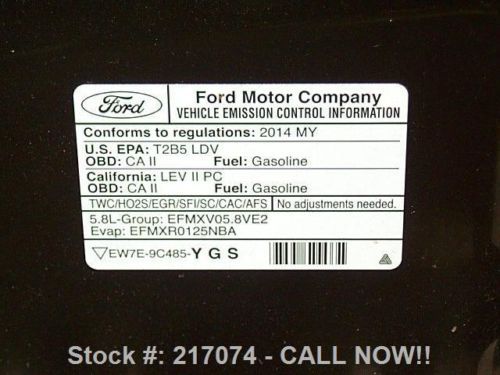 Ford
Ford Motor Company
VEHICLE EMISSION CONTROL INFORMATION
Conforms to regulations: 2014 MY
U.S. EPA: T2B5 LDV
OBD: CA II Fuel: Gasoline
California: LEV II PC
OBD: CA II Fuel: Gasoline
TWC/HO2S/EGR/SFI/SC/CAC/AFS No adjustments needed.
5.8L-Group: EFMXV05.8VE2
Evap: EFMXR0125NBA
EW7E-9C485-Y G S
Stock #: 217074 - CALL NOW!!